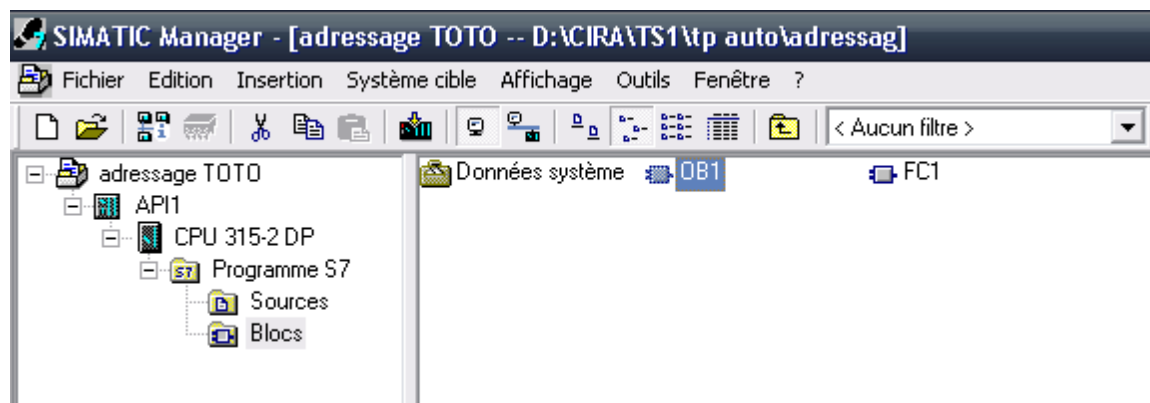 SIMATIC Manager - [adressage TOTO -- D:\CIRA\TS1\tp auto\adressag]
Fichier Edition Insertion Système cible Affichage Outils Fenêtre ?
< Aucun filtre >
adressage TOTO
API1
CPU 315-2 DP
S7 Programme S7
Sources
Blocs
Données système OB1 FC1